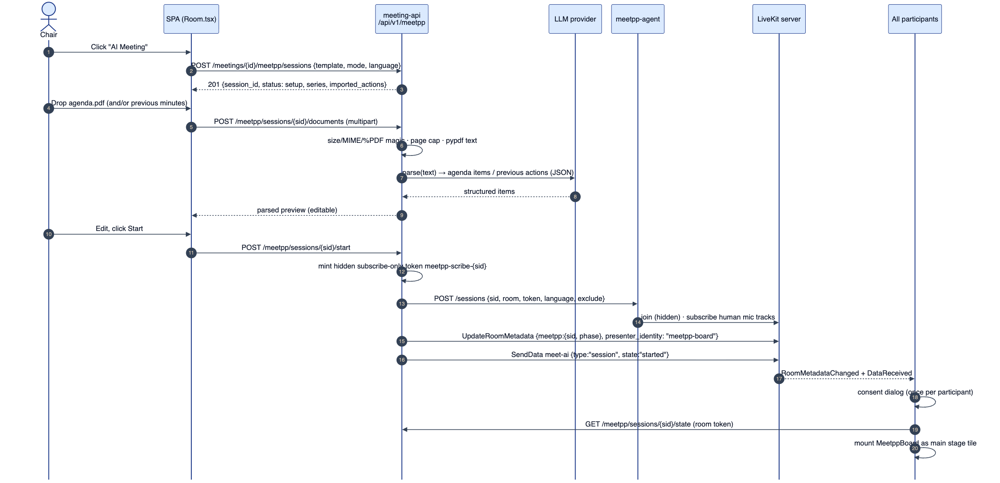 Chair
SPA (Room.tsx)
meeting-api
/api/v1/meetpp
LLM provider
meetpp-agent
LiveKit server
All participants
1
Click "AI Meeting"
2
POST /meetings/{id}/meetpp/sessions {template, mode, language}
201 {session_id, status: setup, series, imported_actions}
3
4
Drop agenda.pdf (and/or previous minutes)
5
POST /meetpp/sessions/{sid}/documents (multipart)
size/MIME/%PDF magic · page cap · pypdf text
6
7
parse(text) → agenda items / previous actions (JSON)
structured items
8
parsed preview (editable)
9
10
Edit, click Start
11
POST /meetpp/sessions/{sid}/start
mint hidden subscribe-only token meetpp-scribe-{sid}
12
13
POST /sessions {sid, room, token, language, exclude}
14
join (hidden) · subscribe human mic tracks
15
UpdateRoomMetadata {meetpp:{sid, phase}, presenter_identity: "meetpp-board"}
16
SendData meet-ai {type:"session", state:"started"}
17
RoomMetadataChanged + DataReceived
consent dialog (once per participant)
18
GET /meetpp/sessions/{sid}/state (room token)
19
mount MeetppBoard as main stage tile
20